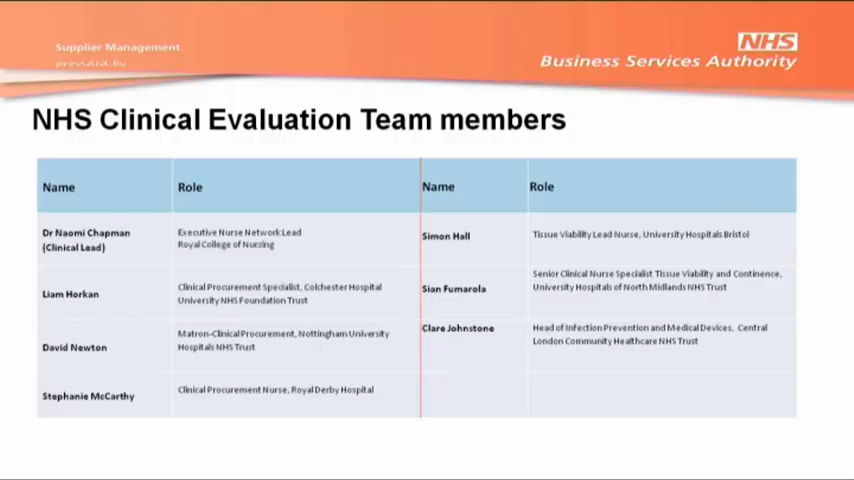 Supplier Management
provided by
NHS
Business Services Authority
NHS Clinical Evaluation Team members
Name
Role
Name
Role
Dr Naomi Chapman
(Clinical Lead)
Executive Nurse Network Lead
Royal College of Nursing
Simon Hall
Tissue Viability Lead Nurse, University Hospitals Bristol
Liam Horkan
Clinical Procurement Specialist, Colchester Hospital
University NHS Foundation Trust
Sian Fumarola
Senior Clinical Nurse Specialist Tissue Viability and Continence,
University Hospitals of North Midlands NHS Trust
David Newton
Matron-Clinical Procurement, Nottingham University
Hospitals NHS Trust
Clare Johnstone
Head of Infection Prevention and Medical Devices, Central
London Community Healthcare NHS Trust
Stephanie McCarthy
Clinical Procurement Nurse, Royal Derby Hospital